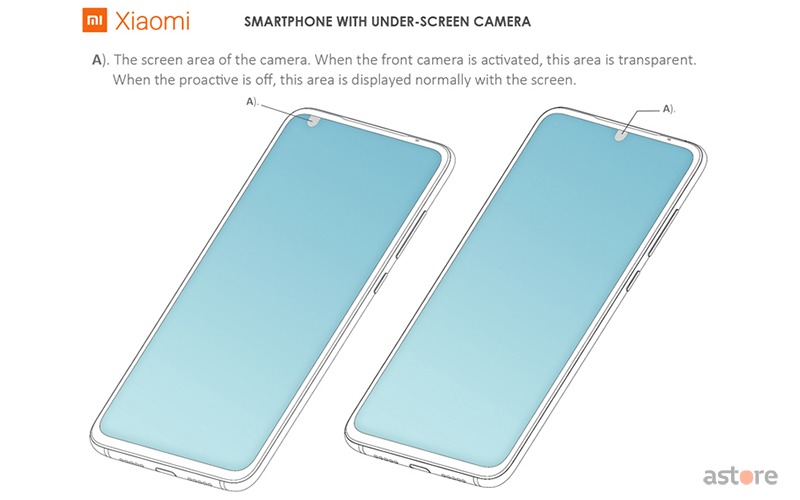 mi Xiaomi
SMARTPHONE WITH UNDER-SCREEN CAMERA
A). The screen area of the camera. When the front camera is activated, this area is transparent.
When the proactive is off, this area is displayed normally with the screen.
A).
A).
astore